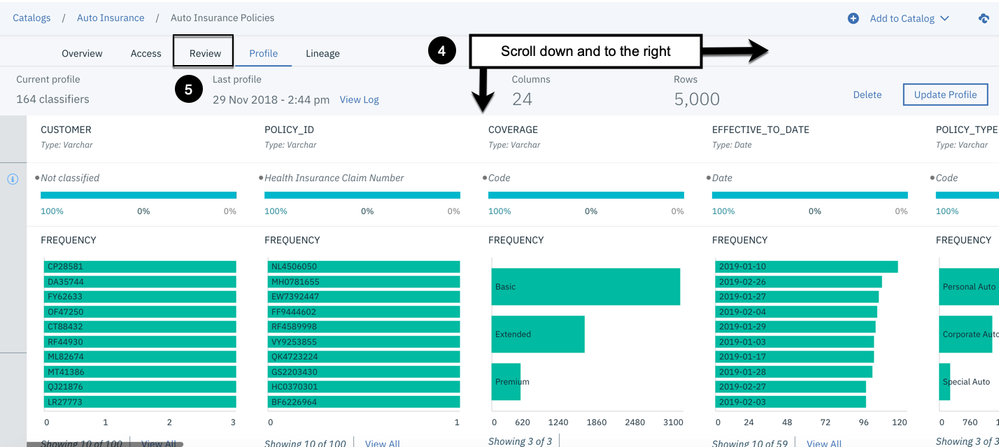 Catalogs / Auto Insurance / Auto Insurance Policies
Add to Catalog
Overview Access Review Profile Lineage
4 Scroll down and to the right
Current profile
164 classifiers
5
Last profile
29 Nov 2018 - 2:44 pm View Log
Columns
24
Rows
5,000
Delete Update Profile
CUSTOMER
Type: Varchar
Not classified
100% 0% 0%
FREQUENCY
CP28581
DA35744
FY62633
OF47250
CT88432
RF44930
ML82674
MT41386
QJ21876
LR27773
0 1 2 3
Showing 10 of 100 View All
POLICY_ID
Type: Varchar
Health Insurance Claim Number
100% 0% 0%
FREQUENCY
NL4506050
MH0781655
EW7392447
FF9444602
RF4589998
VY9253855
QK4723224
GS2203430
HC0370301
BF6226964
0 1
Showing 10 of 100 View All
COVERAGE
Type: Varchar
Code
100% 0% 0%
FREQUENCY
Basic
Extended
Premium
0 620 1240 1860 2480 3100
Showing 3 of 3
EFFECTIVE_TO_DATE
Type: Date
Date
100% 0% 0%
FREQUENCY
2019-01-10
2019-02-26
2019-01-27
2019-02-04
2019-01-29
2019-01-03
2019-01-17
2019-01-28
2019-02-27
2019-02-03
0 24 48 72 96 120
Showing 10 of 59 View All
POLICY_TYPE
Type: Varchar
Code
100%
FREQUENCY
Personal Auto
Corporate Auto
Special Auto
0 760
Showing 3 of 3